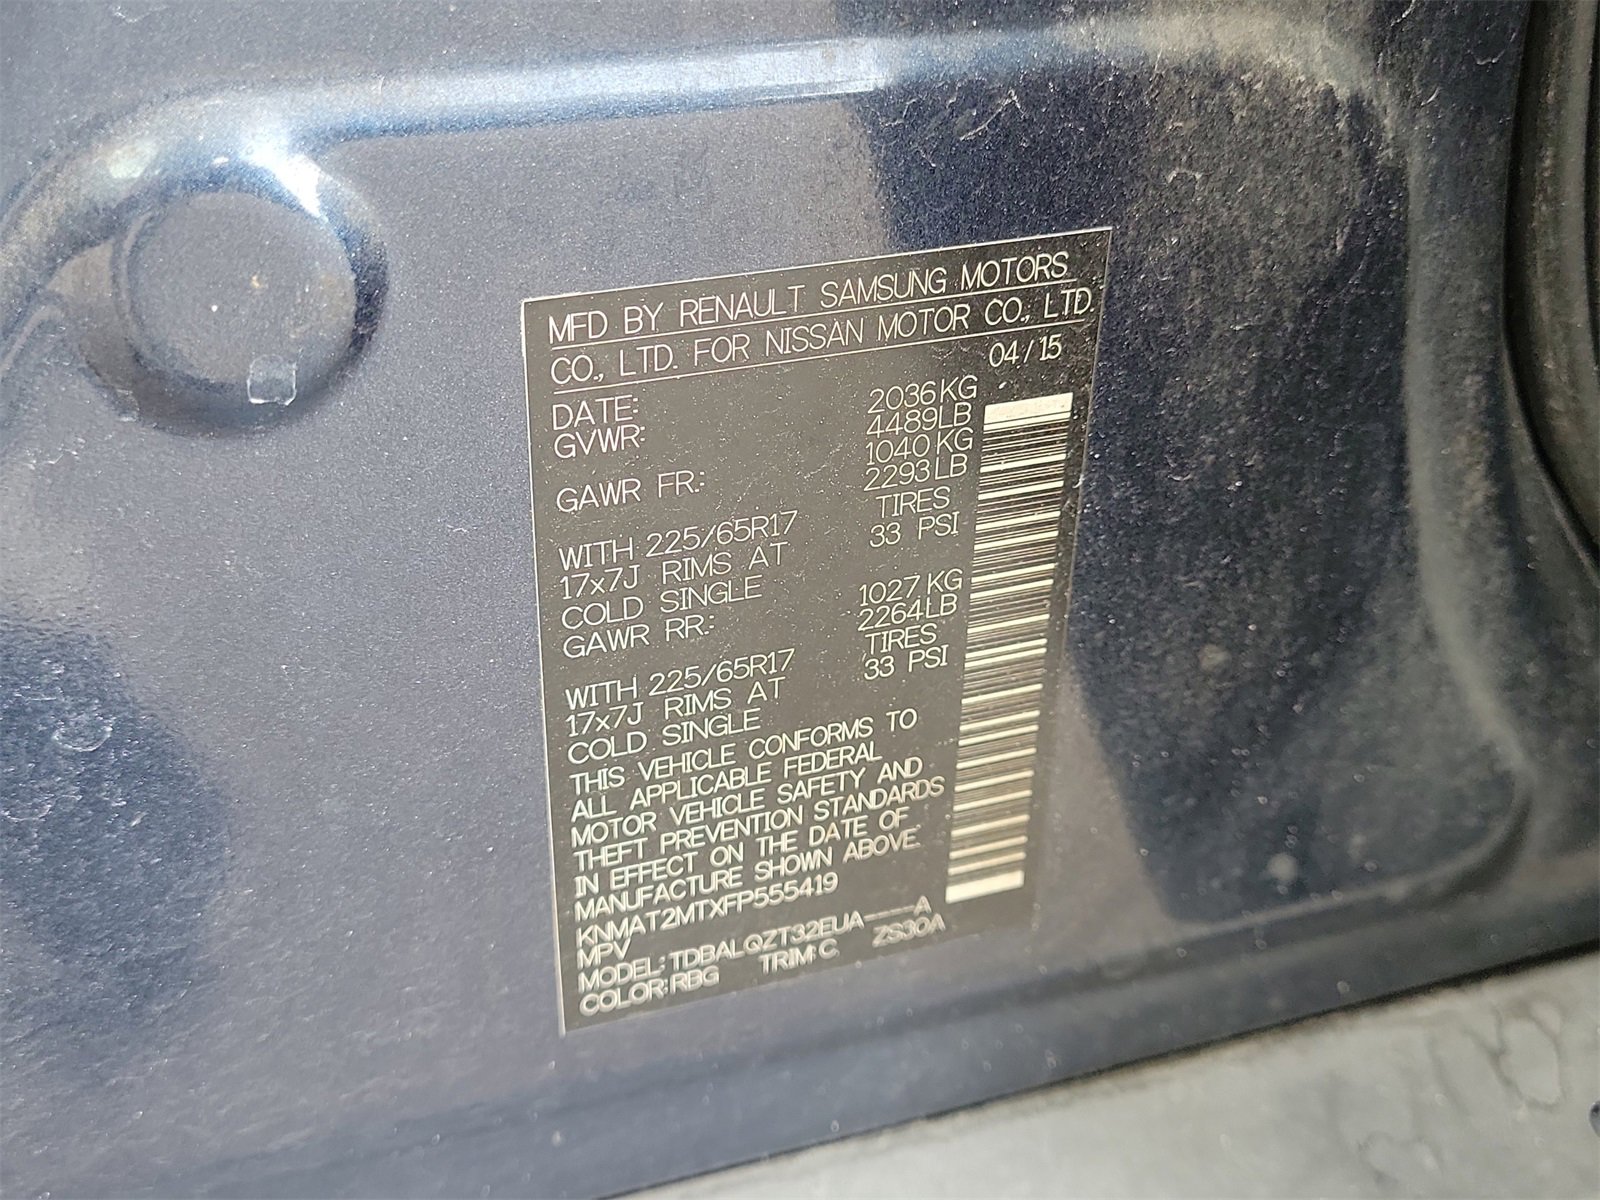 MFD BY RENAULT SAMSUNG MOTORS
CO., LTD. FOR NISSAN MOTOR CO., LTD.
DATE: 04/15
GVWR: 2036KG
4489LB
GAWR FR.: 1040KG
2293LB
WITH 225/65R17 TIRES
17x7J RIMS AT 33 PSI
COLD SINGLE
GAWR RR.: 1027KG
2264LB
WITH 225/65R17 TIRES
17x7J RIMS AT 33 PSI
COLD SINGLE
THIS VEHICLE CONFORMS TO
ALL APPLICABLE FEDERAL
MOTOR VEHICLE SAFETY AND
THEFT PREVENTION STANDARDS
IN EFFECT ON THE DATE OF
MANUFACTURE SHOWN ABOVE.
KNMAT2MTXFP555419
MPV
MODEL: TDBALQZT32EUA-----A
COLOR: RBG TRIM: C ZS30A